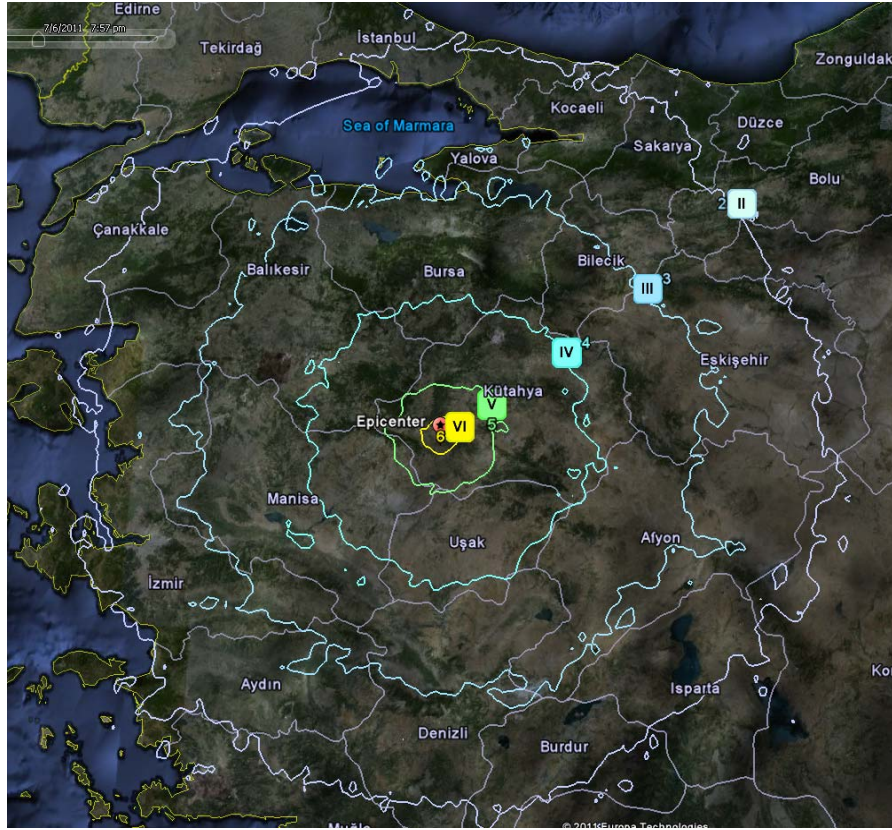 Edirne
7/6/2011 7:57 pm
Tekirdağ
İstanbul
Zonguldak
Kocaeli
Düzce
Sea of Marmara
Sakarya
Yalova
Bolu
2
II
Çanakkale
Balıkesir
Bursa
Bilecik
3
III
4
IV
Eskişehir
Kütahya
V
5
Epicenter
VI
6
Manisa
Uşak
Afyon
İzmir
Aydın
Isparta
Denizli
Burdur
© 2011 Europa Technologies